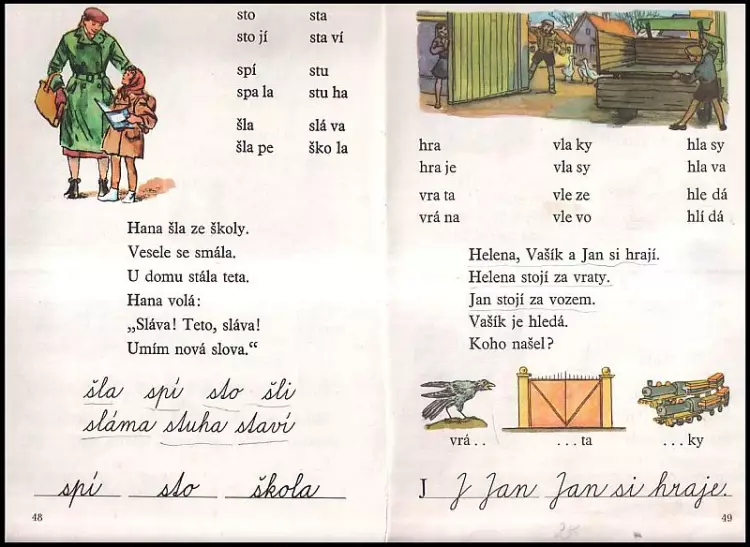 sto sta
sto jí sta ví
spí stu
spa la stu ha
šla slá va
šla pe ško la
Hana šla ze školy.
Vesele se smála.
U domu stála teta.
Hana volá:
„Sláva! Teto, sláva!
Umím nová slova.“
šla spí sto šli
sláma stuha staví
spí sto škola
48
hra vla ky hla sy
hra je vla sy hla va
vra ta vle ze hle dá
vrá na vle vo hlí dá
Helena, Vašík a Jan si hrají.
Helena stojí za vraty.
Jan stojí za vozem.
Vašík je hledá.
Koho našel?
vrá . . . . . ta . . . ky
J J Jan Jan si hraje.
49